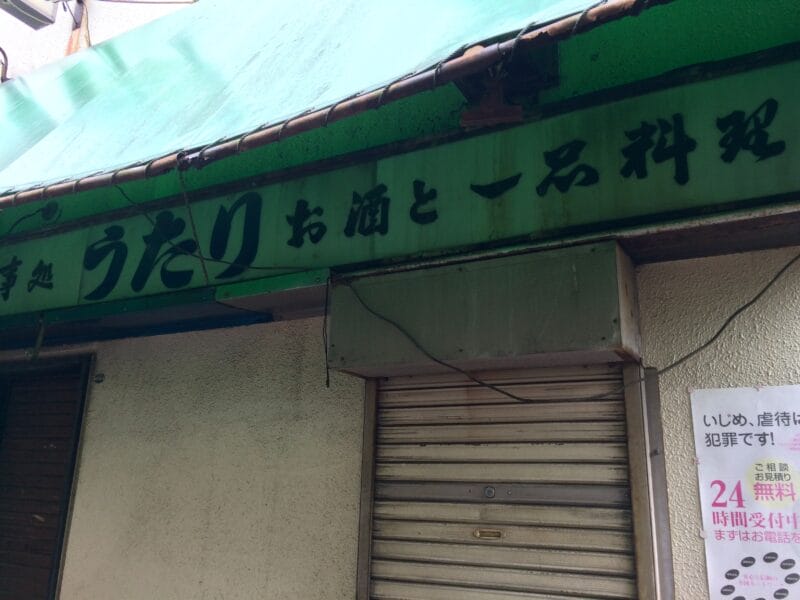 事処 うたり お酒と一品料理
いじめ、虐待は
犯罪です!
ご相談
お見積り
無料
24
時間受付中
まずはお電話を